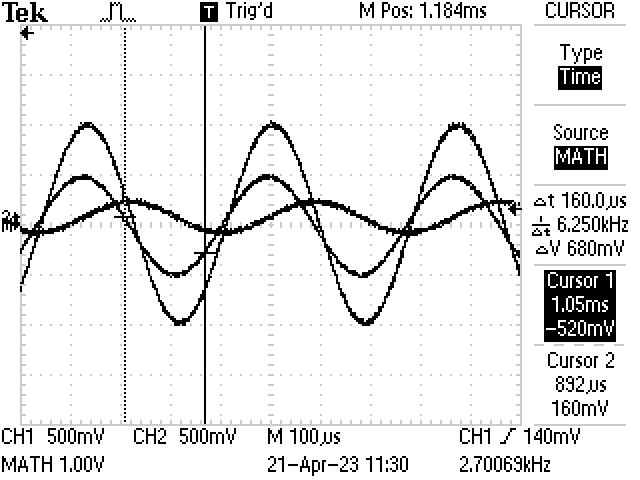 Tek T Trig'd M Pos: 1.184ms CURSOR
Type
Time
Source
MATH
Δt 160.0µs
1/Δt 6.250kHz
ΔV 680mV
Cursor 1
1.05ms
-520mV
Cursor 2
892µs
160mV
CH1 500mV CH2 500mV M 100µs CH1 140mV
MATH 1.00V 21-Apr-23 11:30 2.70069kHz